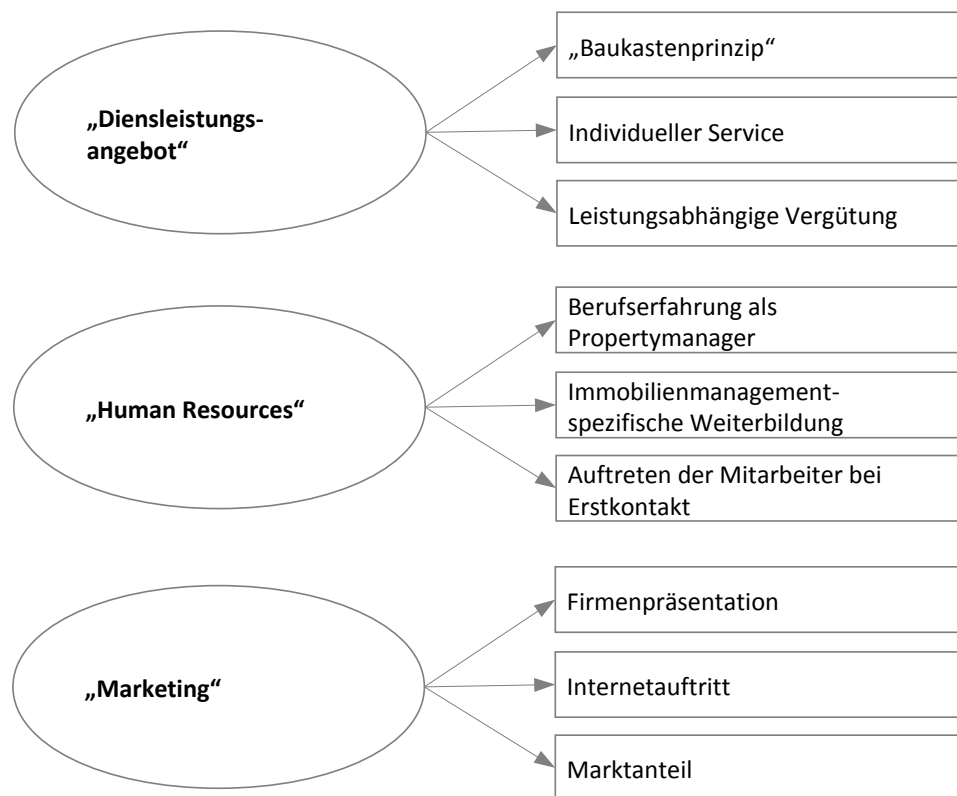 „Diensleistungs-
angebot“
„Baukastenprinzip“
Individueller Service
Leistungsabhängige Vergütung
„Human Resources“
Berufserfahrung als
Propertymanager
Immobilienmanagement-
spezifische Weiterbildung
Auftreten der Mitarbeiter bei
Erstkontakt
„Marketing“
Firmenpräsentation
Internetauftritt
Marktanteil